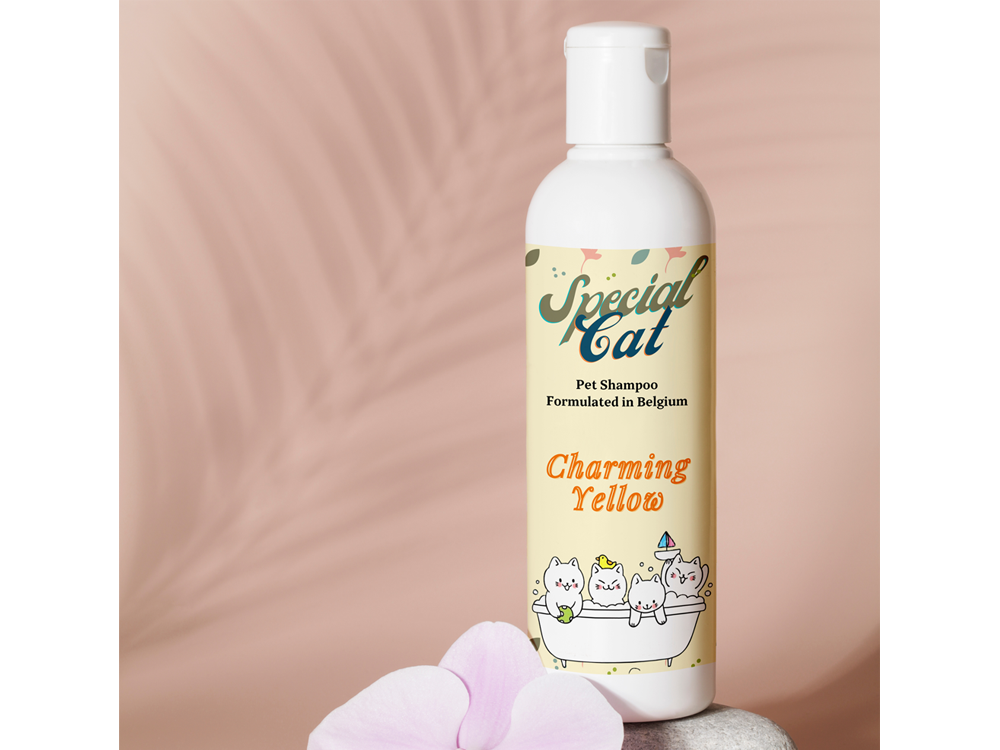 Special
Cat
Pet Shampoo
Formulated in Belgium
Charming
Yellow